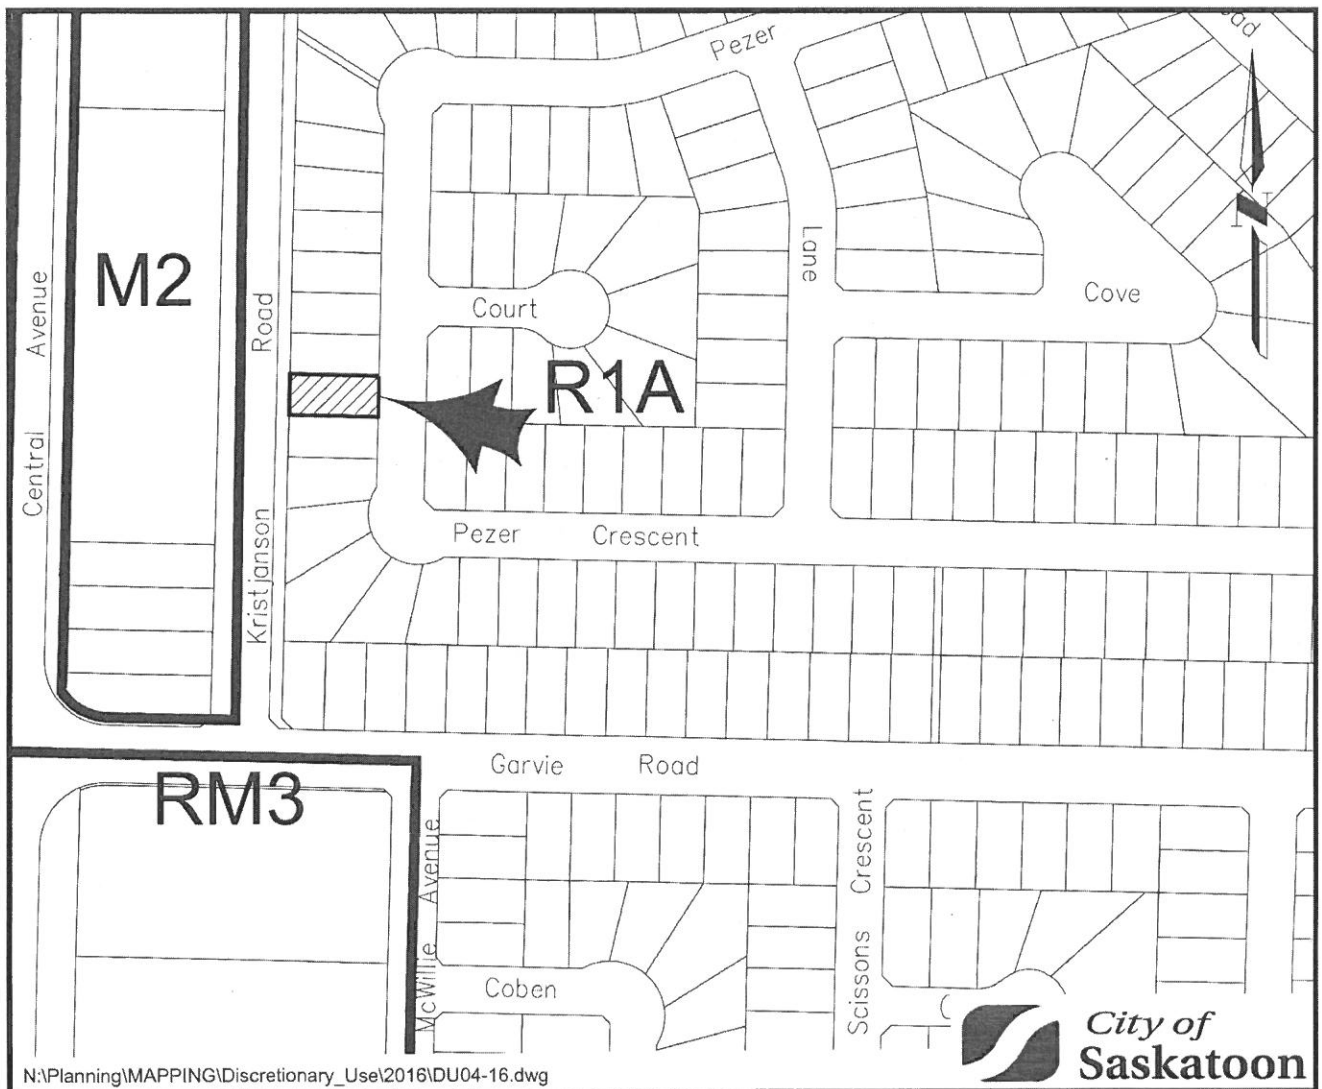 Pezer
oad
N
M2
Central Avenue
Kristjanson Road
Court
Lane
Cove
R1A
Pezer Crescent
Garvie Road
RM3
McWillie Avenue
Scissons Crescent
Coben
C
City of
Saskatoon
N:\Planning\MAPPING\Discretionary_Use\2016\DU04-16.dwg